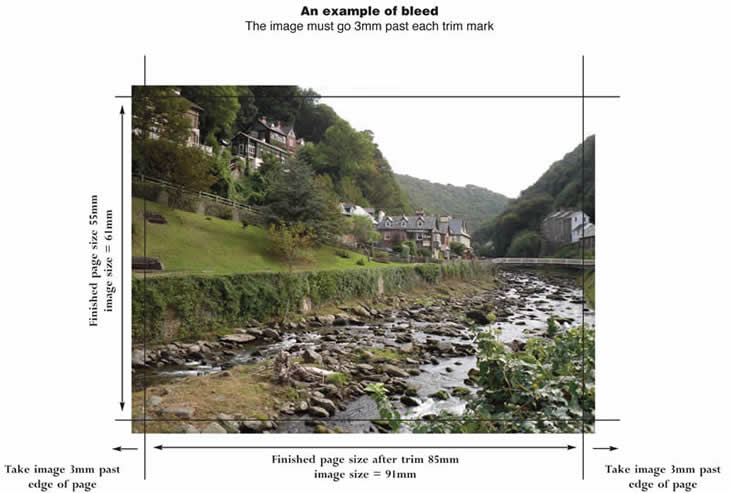 An example of bleed
The image must go 3mm past each trim mark
Finished page size 55mm
image size = 61mm
Finished page size after trim 85mm
image size = 91mm
Take image 3mm past
edge of page
Take image 3mm past
edge of page